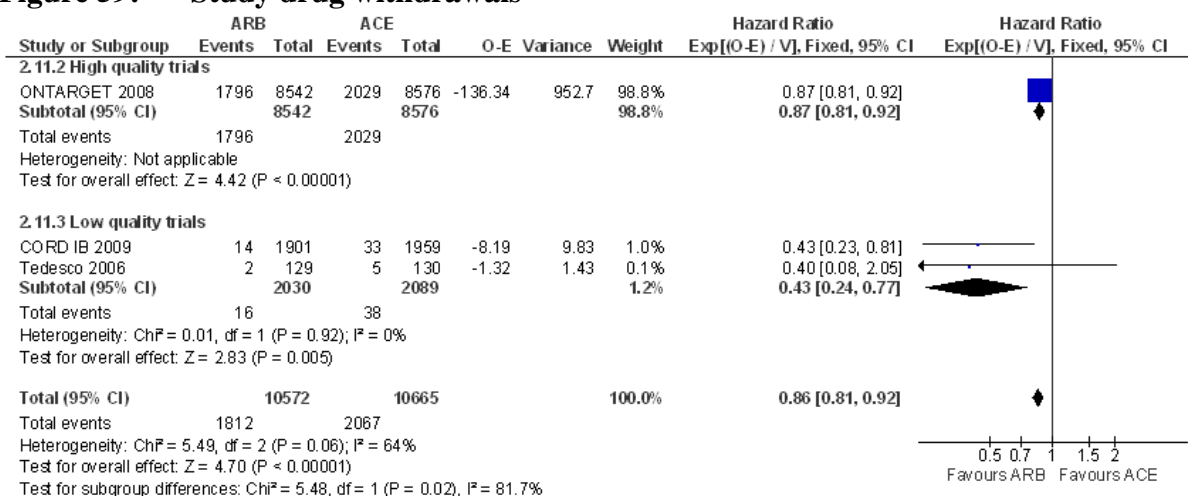 ARB ACE Hazard Ratio Hazard Ratio
Study or Subgroup Events Total Events Total O-E Variance Weight Exp[(O-E) / V], Fixed, 95% CI Exp[(O-E) / V], Fixed, 95% CI
2.11.2 High quality trials
ONTARGET 2008 1796 8542 2029 8576 -136.34 952.7 98.8% 0.87 [0.81, 0.92]
Subtotal (95% CI) 8542 8576 98.8% 0.87 [0.81, 0.92]
Total events 1796 2029
Heterogeneity: Not applicable
Test for overall effect: Z = 4.42 (P < 0.00001)
2.11.3 Low quality trials
CORD IB 2009 14 1901 33 1959 -8.19 9.83 1.0% 0.43 [0.23, 0.81]
Tedesco 2006 2 129 5 130 -1.32 1.43 0.1% 0.40 [0.08, 2.05]
Subtotal (95% CI) 2030 2089 1.2% 0.43 [0.24, 0.77]
Total events 16 38
Heterogeneity: Chi² = 0.01, df = 1 (P = 0.92); I² = 0%
Test for overall effect: Z = 2.83 (P = 0.005)
Total (95% CI) 10572 10665 100.0% 0.86 [0.81, 0.92]
Total events 1812 2067
Heterogeneity: Chi² = 5.49, df = 2 (P = 0.06); I² = 64%
Test for overall effect: Z = 4.70 (P < 0.00001)
Test for subgroup differences: Chi² = 5.48, df = 1 (P = 0.02), I² = 81.7%
0.5 0.7 1 1.5 2
Favours ARB Favours ACE